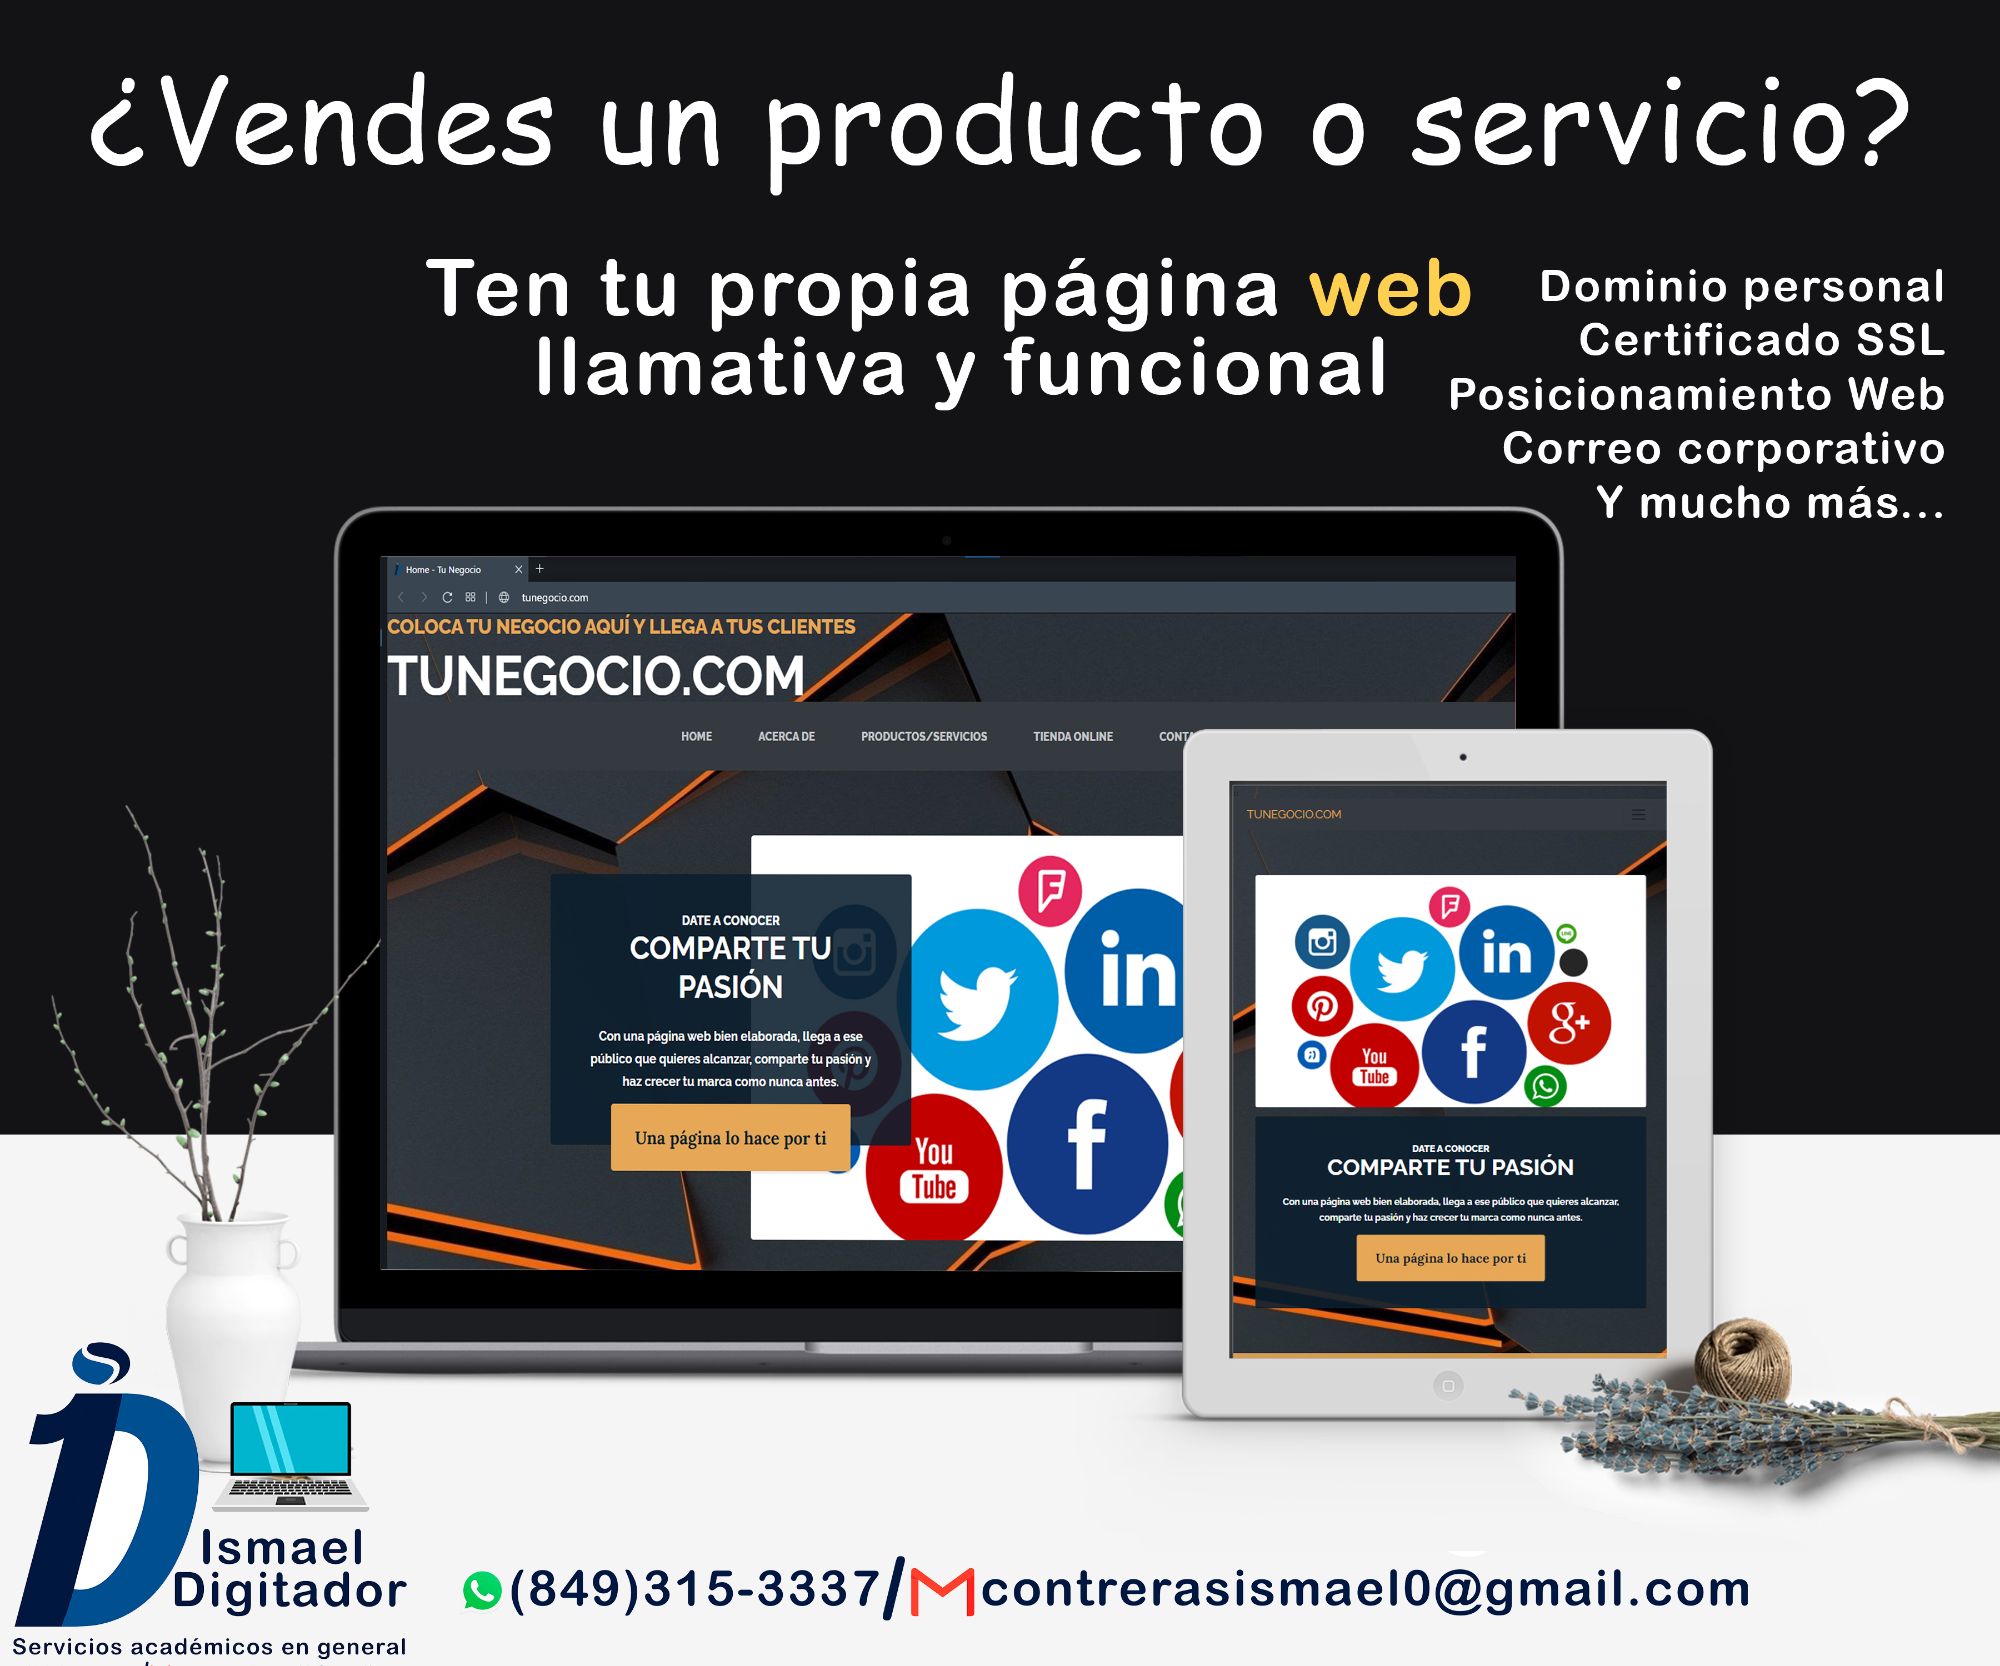 ¿Vendes un producto o servicio?
Ten tu propia página web
llamativa y funcional
Dominio personal
Certificado SSL
Posicionamiento Web
Correo corporativo
Y mucho más...
Home - Tu Negocio
tunegocio.com
COLOCA TU NEGOCIO AQUÍ Y LLEGA A TUS CLIENTES
TUNEGOCIO.COM
HOME ACERCA DE PRODUCTOS/SERVICIOS TIENDA ONLINE CONTA
DATE A CONOCER
COMPARTE TU
PASIÓN
Con una página web bien elaborada, llega a ese
público que quieres alcanzar, comparte tu pasión y
haz crecer tu marca como nunca antes.
Una página lo hace por ti
in
f
You
Tube
TUNEGOCIO.COM
in
LINE
g+
f
You
Tube
DATE A CONOCER
COMPARTE TU PASIÓN
Con una página web bien elaborada, llega a ese público que quieres alcanzar,
comparte tu pasión y haz crecer tu marca como nunca antes.
Una página lo hace por ti
ID
Ismael
Digitador
Servicios académicos en general
(849)315-3337/contrerasismael0@gmail.com